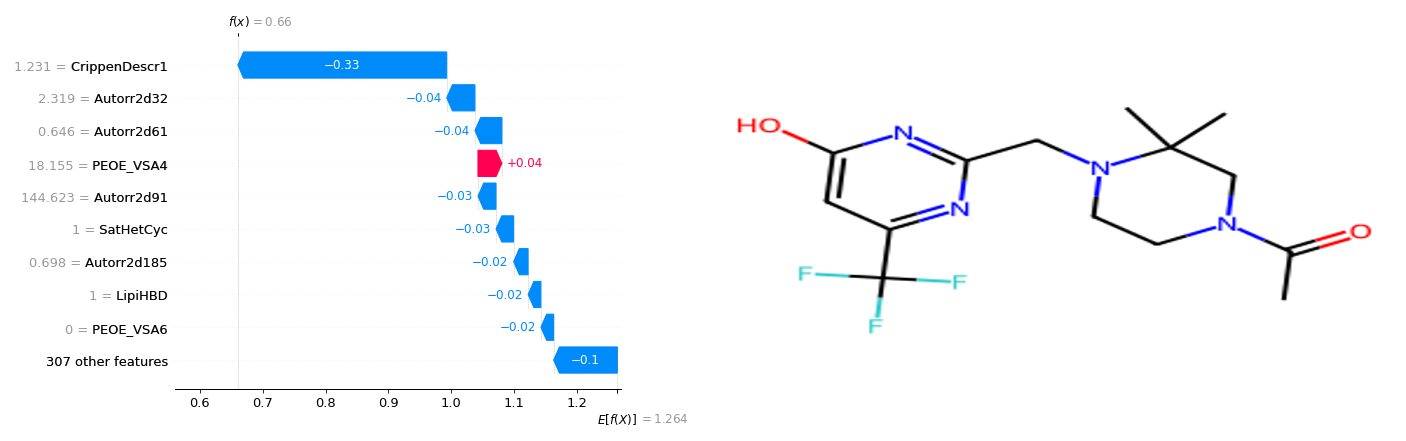 f(x) = 0.66
1.231 = CrippenDescr1
−0.33
2.319 = Autorr2d32
−0.04
0.646 = Autorr2d61
−0.04
18.155 = PEOE_VSA4
+0.04
144.623 = Autorr2d91
−0.03
1 = SatHetCyc
−0.03
0.698 = Autorr2d185
−0.02
1 = LipiHBD
−0.02
0 = PEOE_VSA6
−0.02
307 other features
−0.1
0.6 0.7 0.8 0.9 1.0 1.1 1.2
E[f(X)] = 1.264
HO
N
N
F
F
F
N
N
O